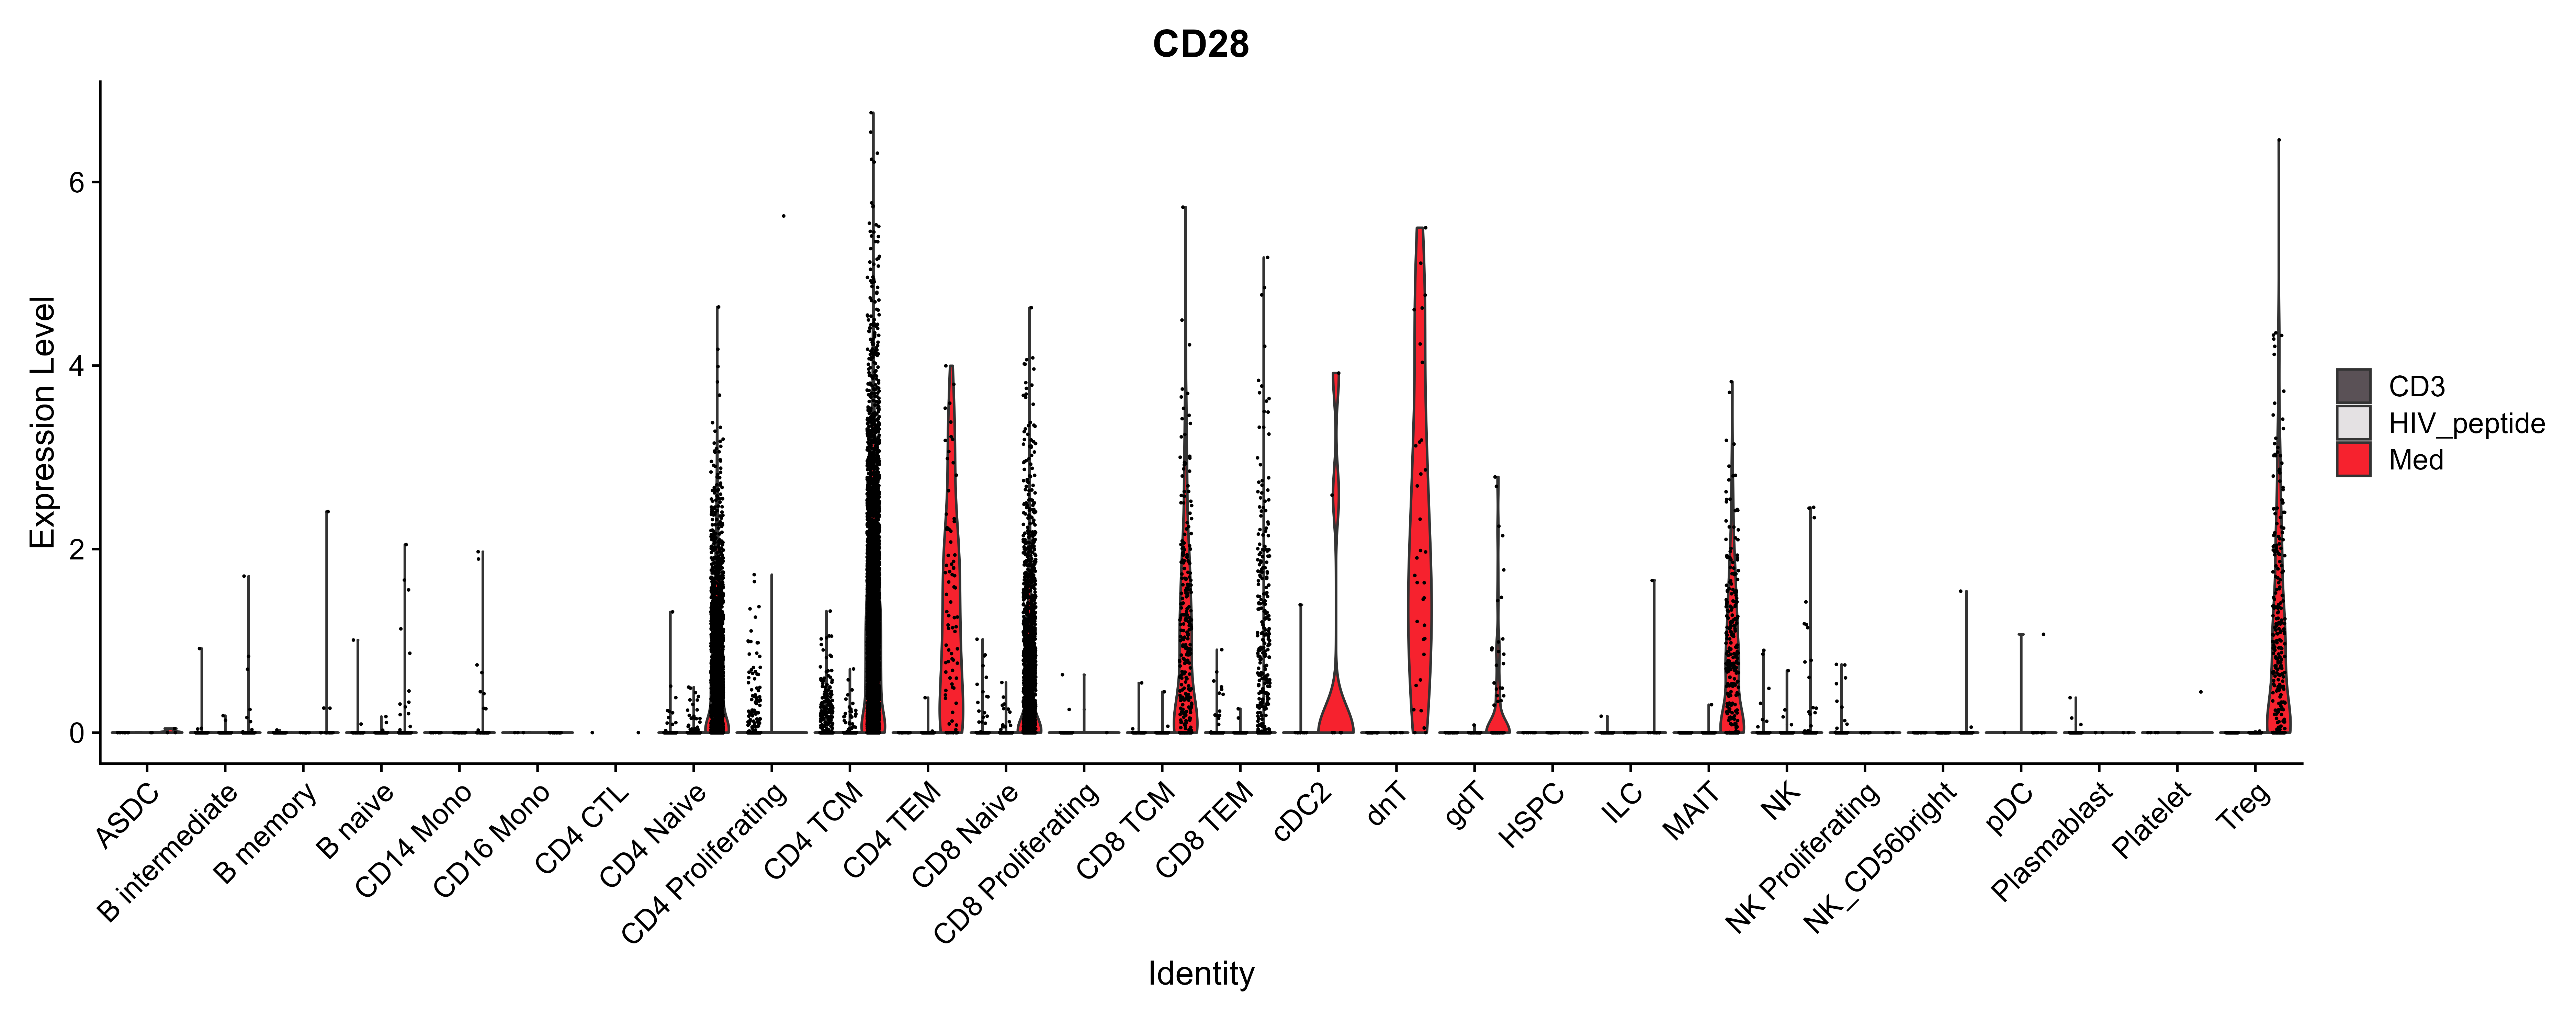 CD28
Expression Level
6
4
2
0
ASDC
B intermediate
B memory
B naive
CD14 Mono
CD16 Mono
CD4 CTL
CD4 Naive
CD4 Proliferating
CD4 TCM
CD4 TEM
CD8 Naive
CD8 Proliferating
CD8 TCM
CD8 TEM
cDC2
dnT
gdT
HSPC
ILC
MAIT
NK
NK Proliferating
NK_CD56bright
pDC
Plasmablast
Platelet
Treg
Identity
CD3
HIV_peptide
Med